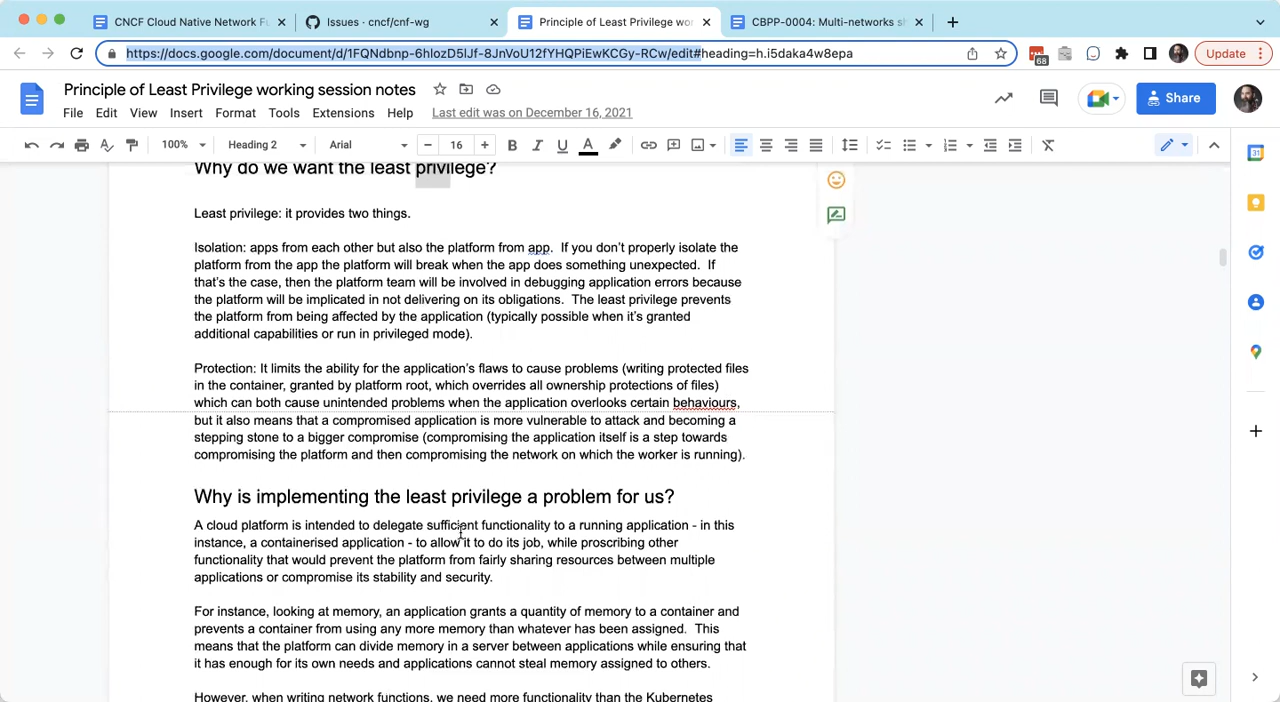 CNCF Cloud Native Network Fu
Issues · cncf/cnf-wg
Principle of Least Privilege wor
CBPP-0004: Multi-networks s
https://docs.google.com/document/d/1FQNdbnp-6hlozD5lJf-8JnVoU12fYHQPiEwKCGy-RCw/edit#heading=h.i5daka4w8epa
68
Update
Principle of Least Privilege working session notes
File Edit View Insert Format Tools Extensions Help Last edit was on December 16, 2021
Share
100% Heading 2 Arial 16 B I U A
31
Why do we want the least privilege?
Least privilege: it provides two things.
Isolation: apps from each other but also the platform from app. If you don't properly isolate the
platform from the app the platform will break when the app does something unexpected. If
that's the case, then the platform team will be involved in debugging application errors because
the platform will be implicated in not delivering on its obligations. The least privilege prevents
the platform from being affected by the application (typically possible when it's granted
additional capabilities or run in privileged mode).
Protection: It limits the ability for the application's flaws to cause problems (writing protected files
in the container, granted by platform root, which overrides all ownership protections of files)
which can both cause unintended problems when the application overlooks certain behaviours,
but it also means that a compromised application is more vulnerable to attack and becoming a
stepping stone to a bigger compromise (compromising the application itself is a step towards
compromising the platform and then compromising the network on which the worker is running).
Why is implementing the least privilege a problem for us?
A cloud platform is intended to delegate sufficient functionality to a running application - in this
instance, a containerised application - to allow it to do its job, while proscribing other
functionality that would prevent the platform from fairly sharing resources between multiple
applications or compromise its stability and security.
For instance, looking at memory, an application grants a quantity of memory to a container and
prevents a container from using any more memory than whatever has been assigned. This
means that the platform can divide memory in a server between applications while ensuring that
it has enough for its own needs and applications cannot steal memory assigned to others.
However, when writing network functions, we need more functionality than the Kubernetes